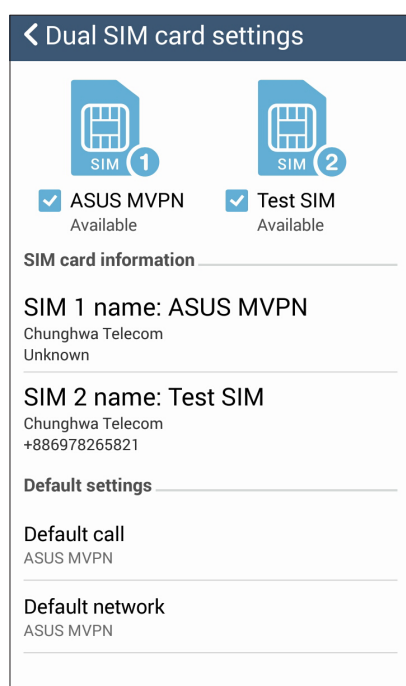 Dual SIM card settings
SIM 1
SIM 2
ASUS MVPN
Available
Test SIM
Available
SIM card information
SIM 1 name: ASUS MVPN
Chunghwa Telecom
Unknown
SIM 2 name: Test SIM
Chunghwa Telecom
+886978265821
Default settings
Default call
ASUS MVPN
Default network
ASUS MVPN